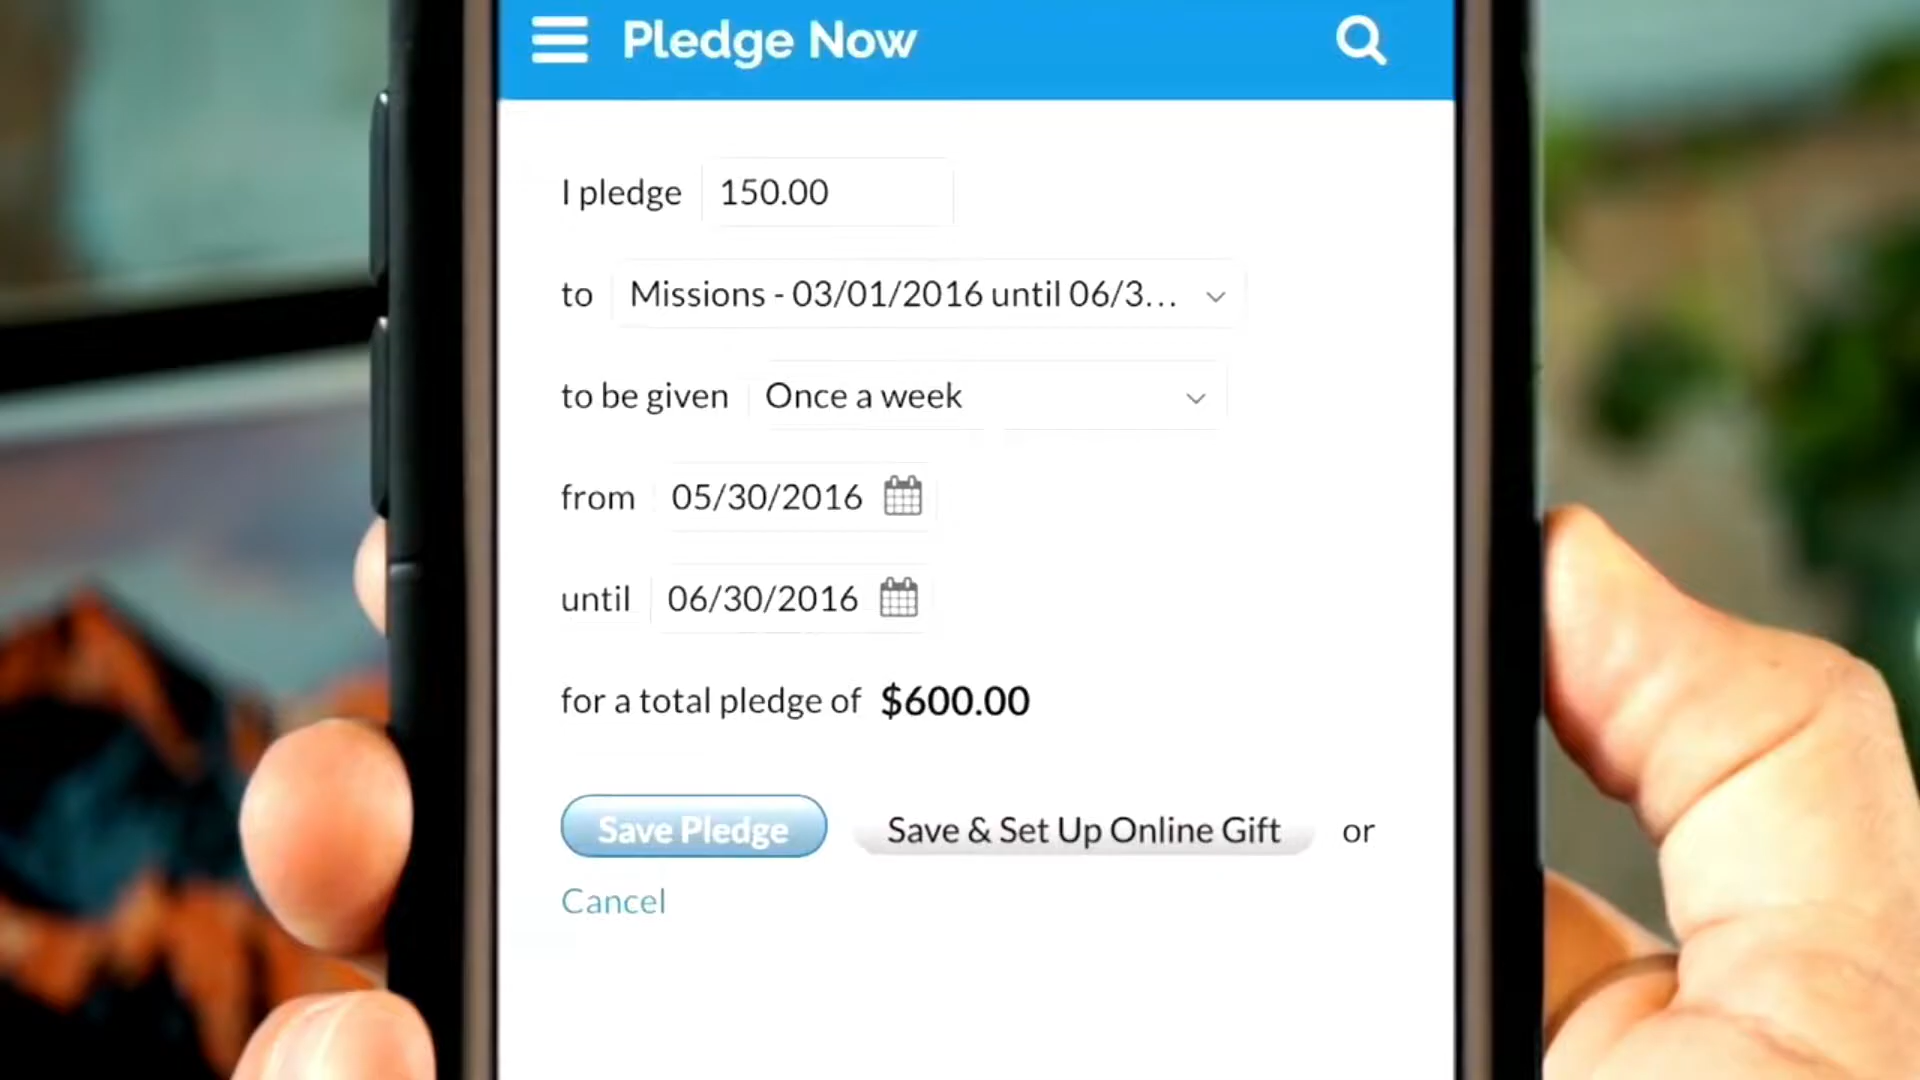 Pledge Now
I pledge 150.00
to Missions - 03/01/2016 until 06/3...
to be given Once a week
from 05/30/2016
until 06/30/2016
for a total pledge of $600.00
Save Pledge Save & Set Up Online Gift or
Cancel